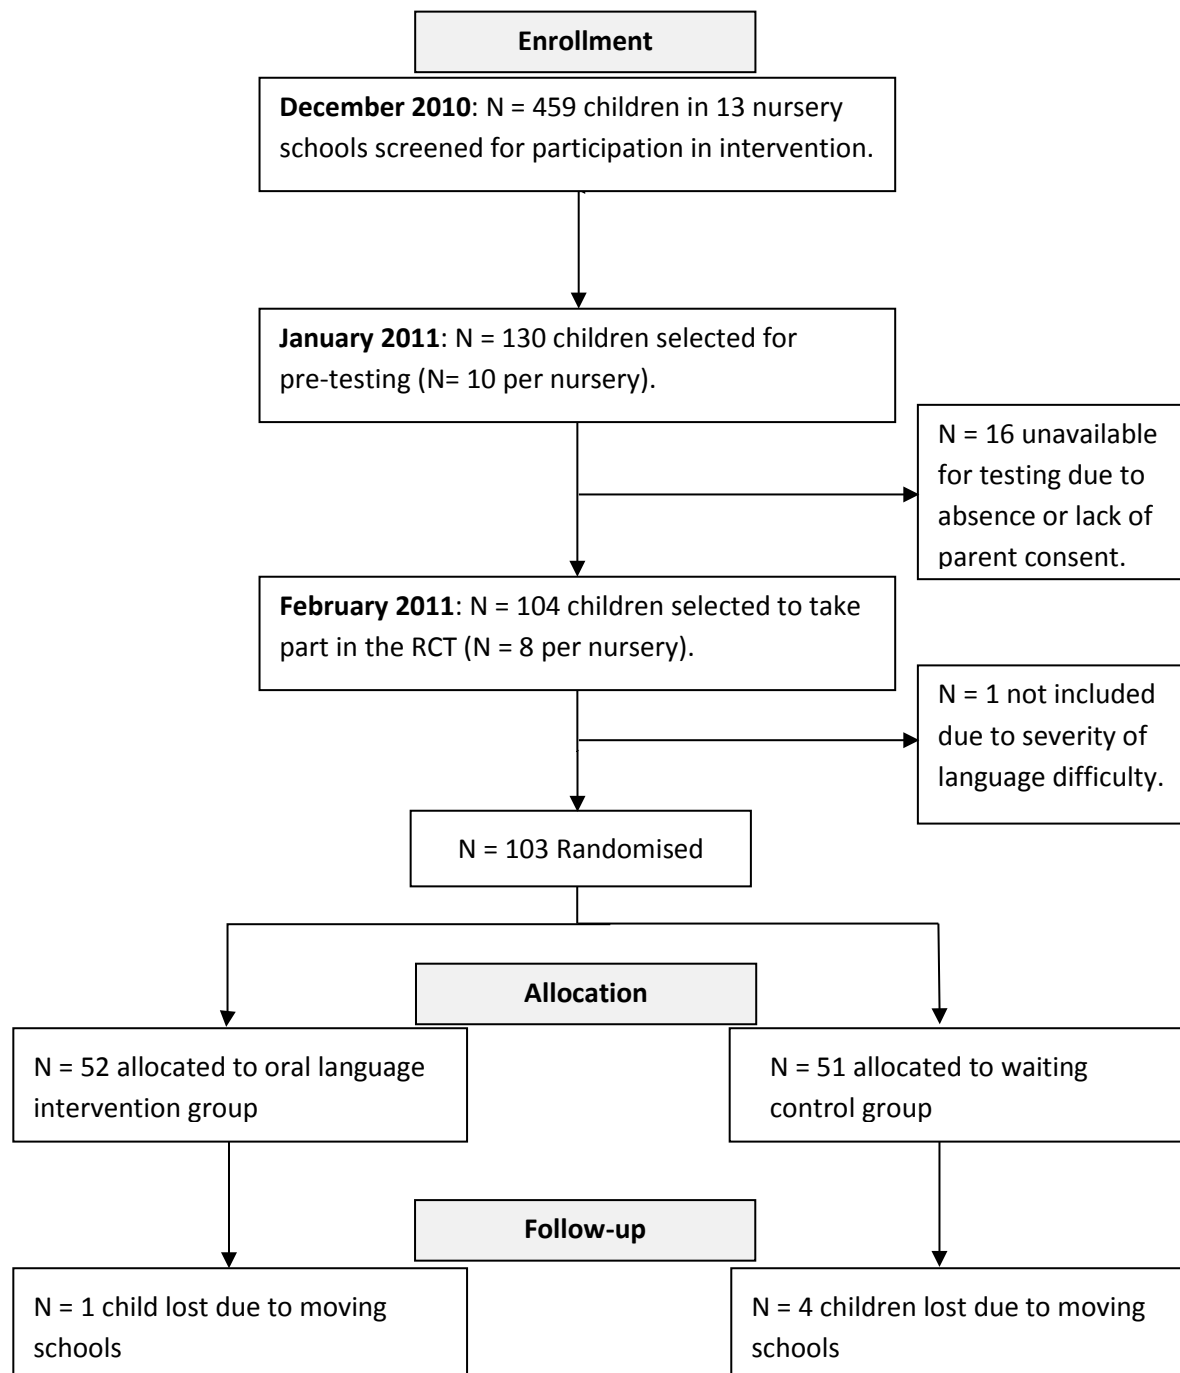 Enrollment
December 2010: N = 459 children in 13 nursery
schools screened for participation in intervention.
January 2011: N = 130 children selected for
pre-testing (N= 10 per nursery).
N = 16 unavailable
for testing due to
absence or lack of
parent consent.
February 2011: N = 104 children selected to take
part in the RCT (N = 8 per nursery).
N = 1 not included
due to severity of
language difficulty.
N = 103 Randomised
Allocation
N = 52 allocated to oral language
intervention group
N = 51 allocated to waiting
control group
Follow-up
N = 1 child lost due to moving
schools
N = 4 children lost due to moving
schools